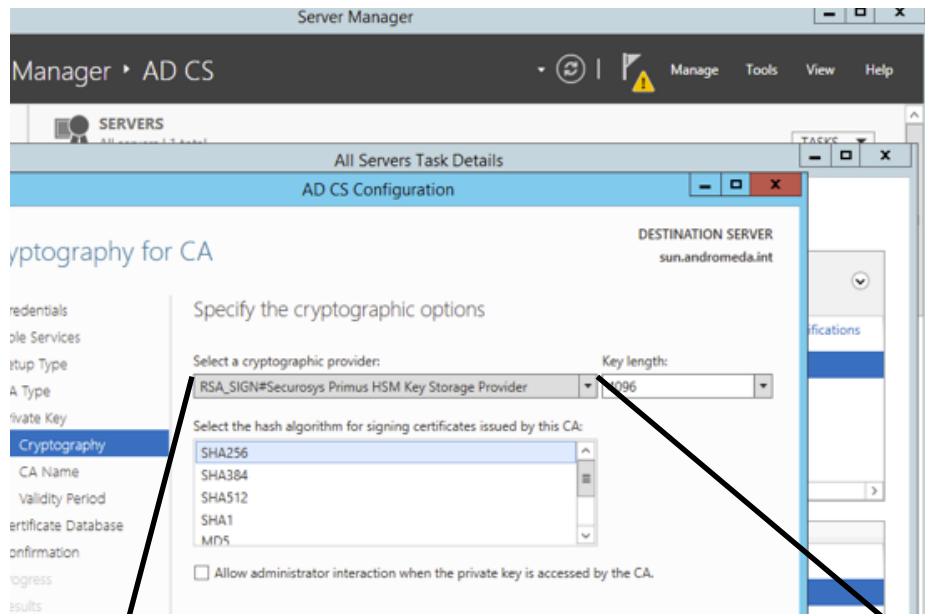 Server Manager
Manager • AD CS
Manage Tools View Help
SERVERS
All servers | 1 total
TASKS
All Servers Task Details
AD CS Configuration
DESTINATION SERVER
sun.andromeda.int
yptography for CA
redentials
ole Services
etup Type
A Type
rivate Key
Cryptography
CA Name
Validity Period
ertificate Database
onfirmation
rogress
esults
Specify the cryptographic options
Select a cryptographic provider:
Key length:
RSA_SIGN#Securosys Primus HSM Key Storage Provider
4096
Select the hash algorithm for signing certificates issued by this CA:
SHA256
SHA384
SHA512
SHA1
MD5
Allow administrator interaction when the private key is accessed by the CA.
ifications